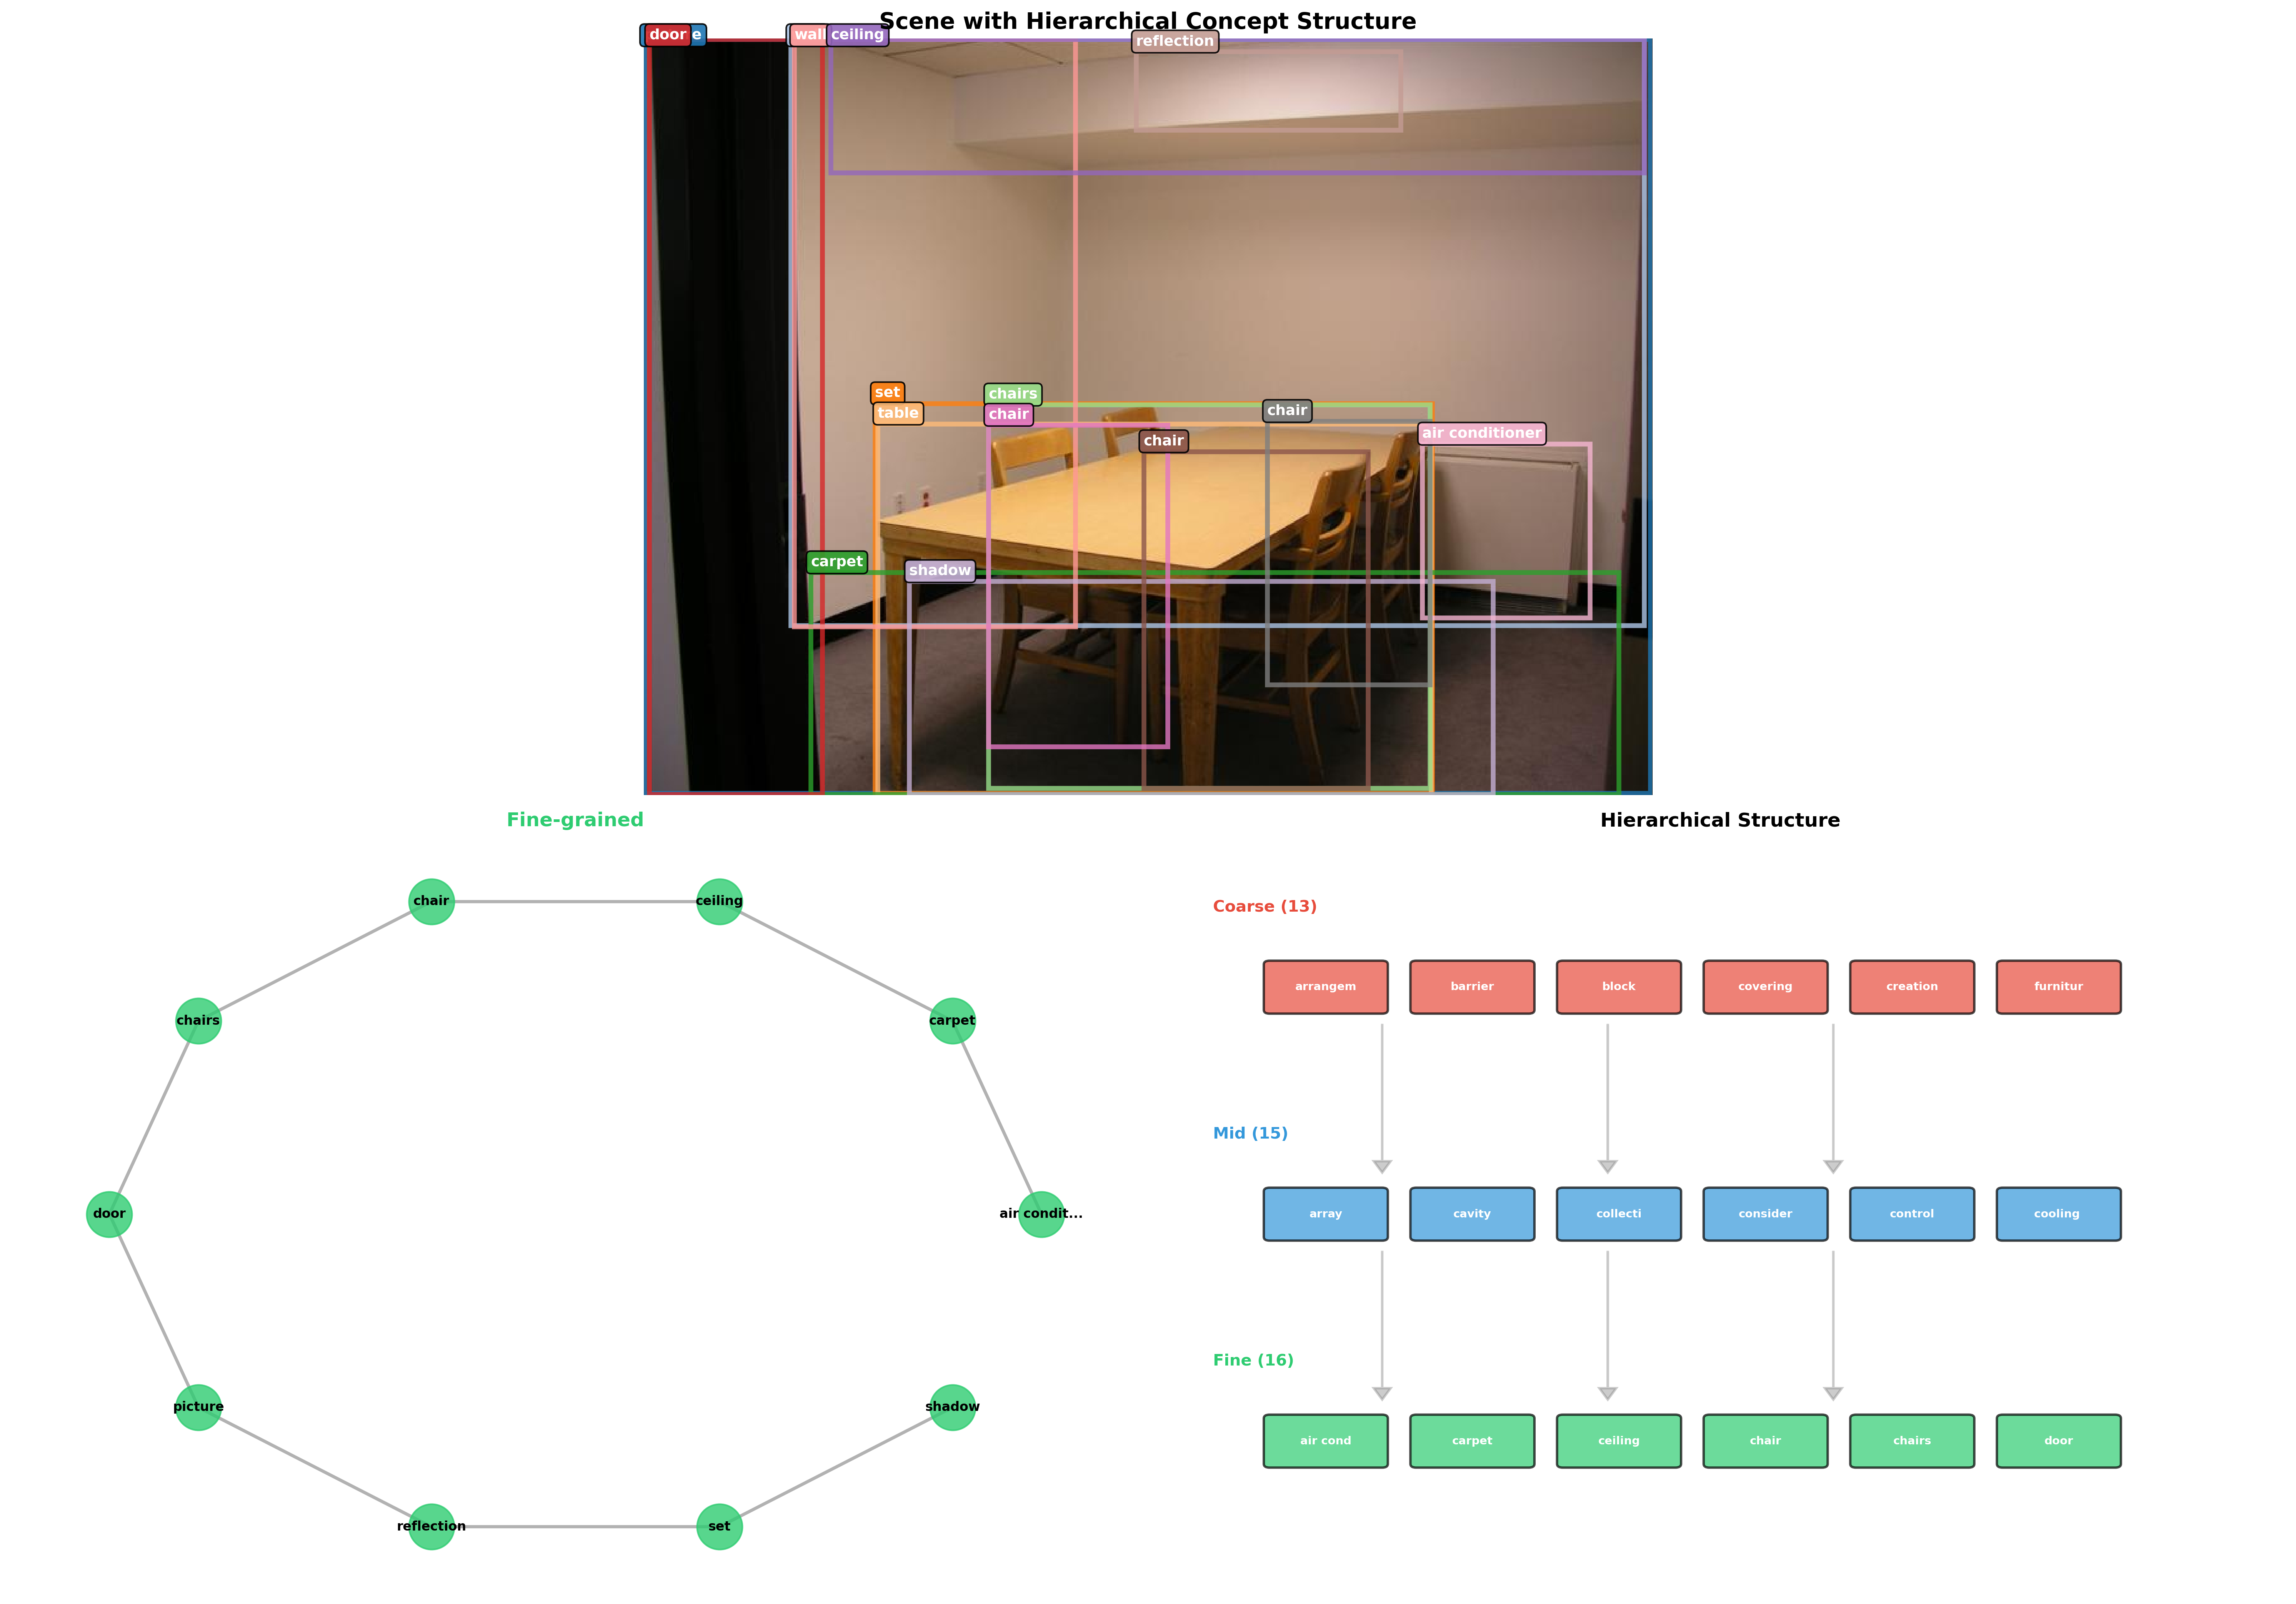 Scene with Hierarchical Concept Structure
door
wall
ceiling
reflection
set
chairs
table
chair
chair
chair
air conditioner
carpet
shadow
Fine-grained
Hierarchical Structure
chair
ceiling
chairs
carpet
door
air condit...
picture
shadow
reflection
set
Coarse (13)
arrangem
barrier
block
covering
creation
furnitur
Mid (15)
array
cavity
collecti
consider
control
cooling
Fine (16)
air cond
carpet
ceiling
chair
chairs
door